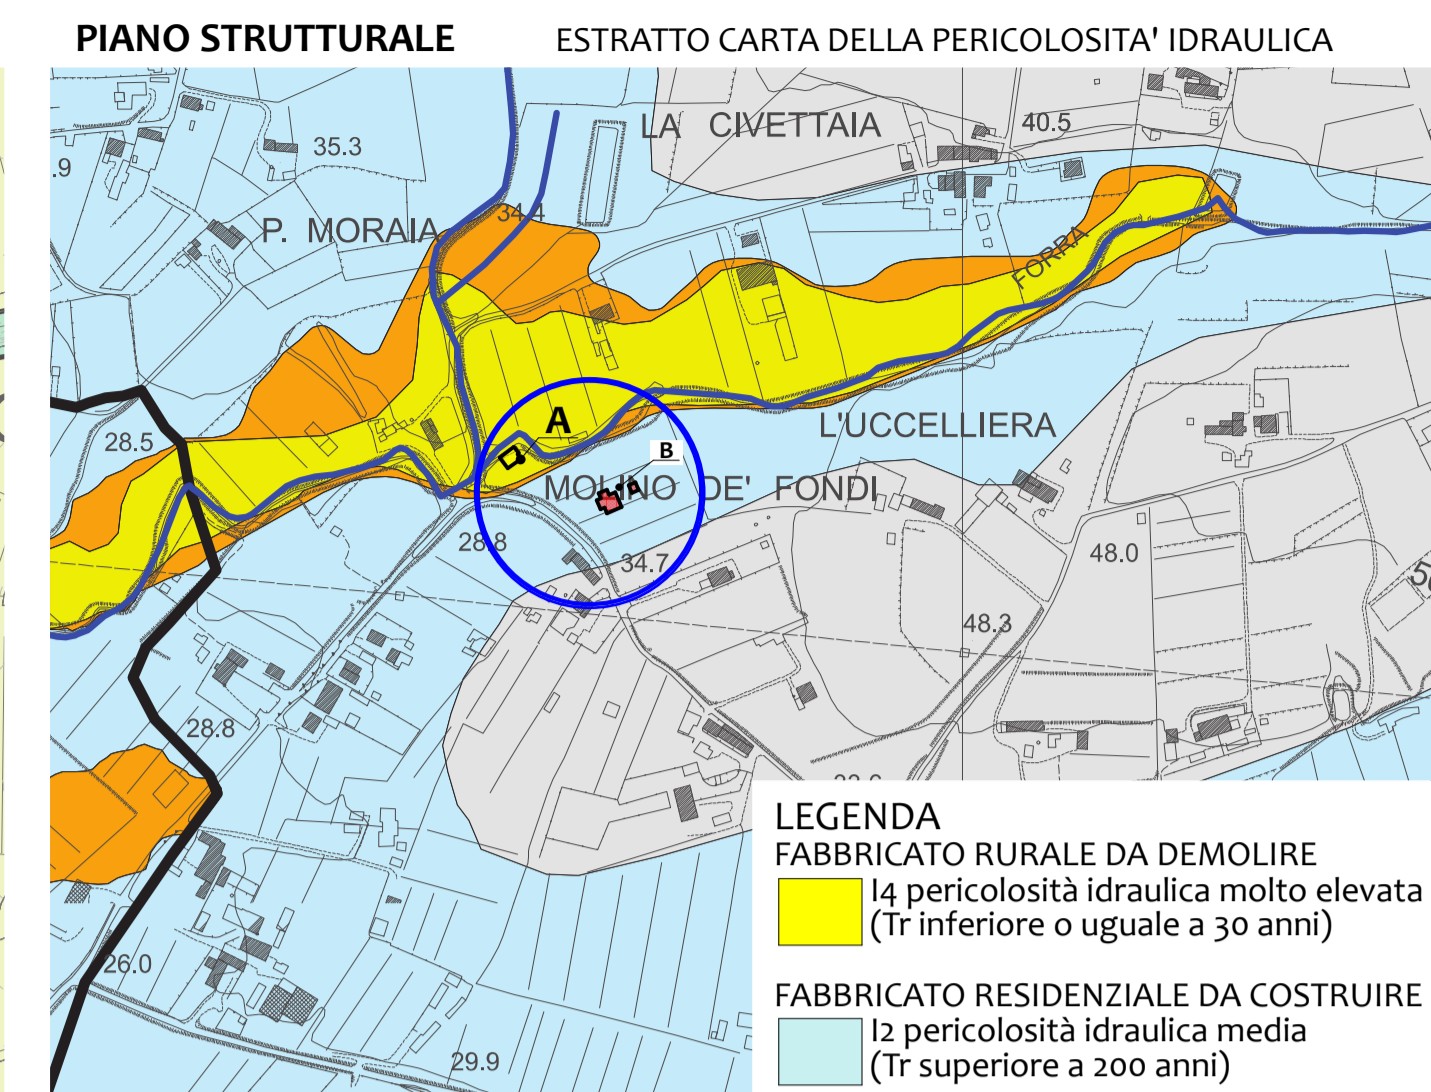 PIANO STRUTTURALE
ESTRATTO CARTA DELLA PERICOLOSITA' IDRAULICA
LA CIVETTAIA
40.5
35.3
.9
34.4
P. MORAIA
FORRA
A
L'UCCELLIERA
28.5
B
MOLINO DE' FONDI
28.8
34.7
48.0
48.3
28.8
26.0
29.9
LEGENDA
FABBRICATO RURALE DA DEMOLIRE
I4 pericolosità idraulica molto elevata
(Tr inferiore o uguale a 30 anni)
FABBRICATO RESIDENZIALE DA COSTRUIRE
I2 pericolosità idraulica media
(Tr superiore a 200 anni)